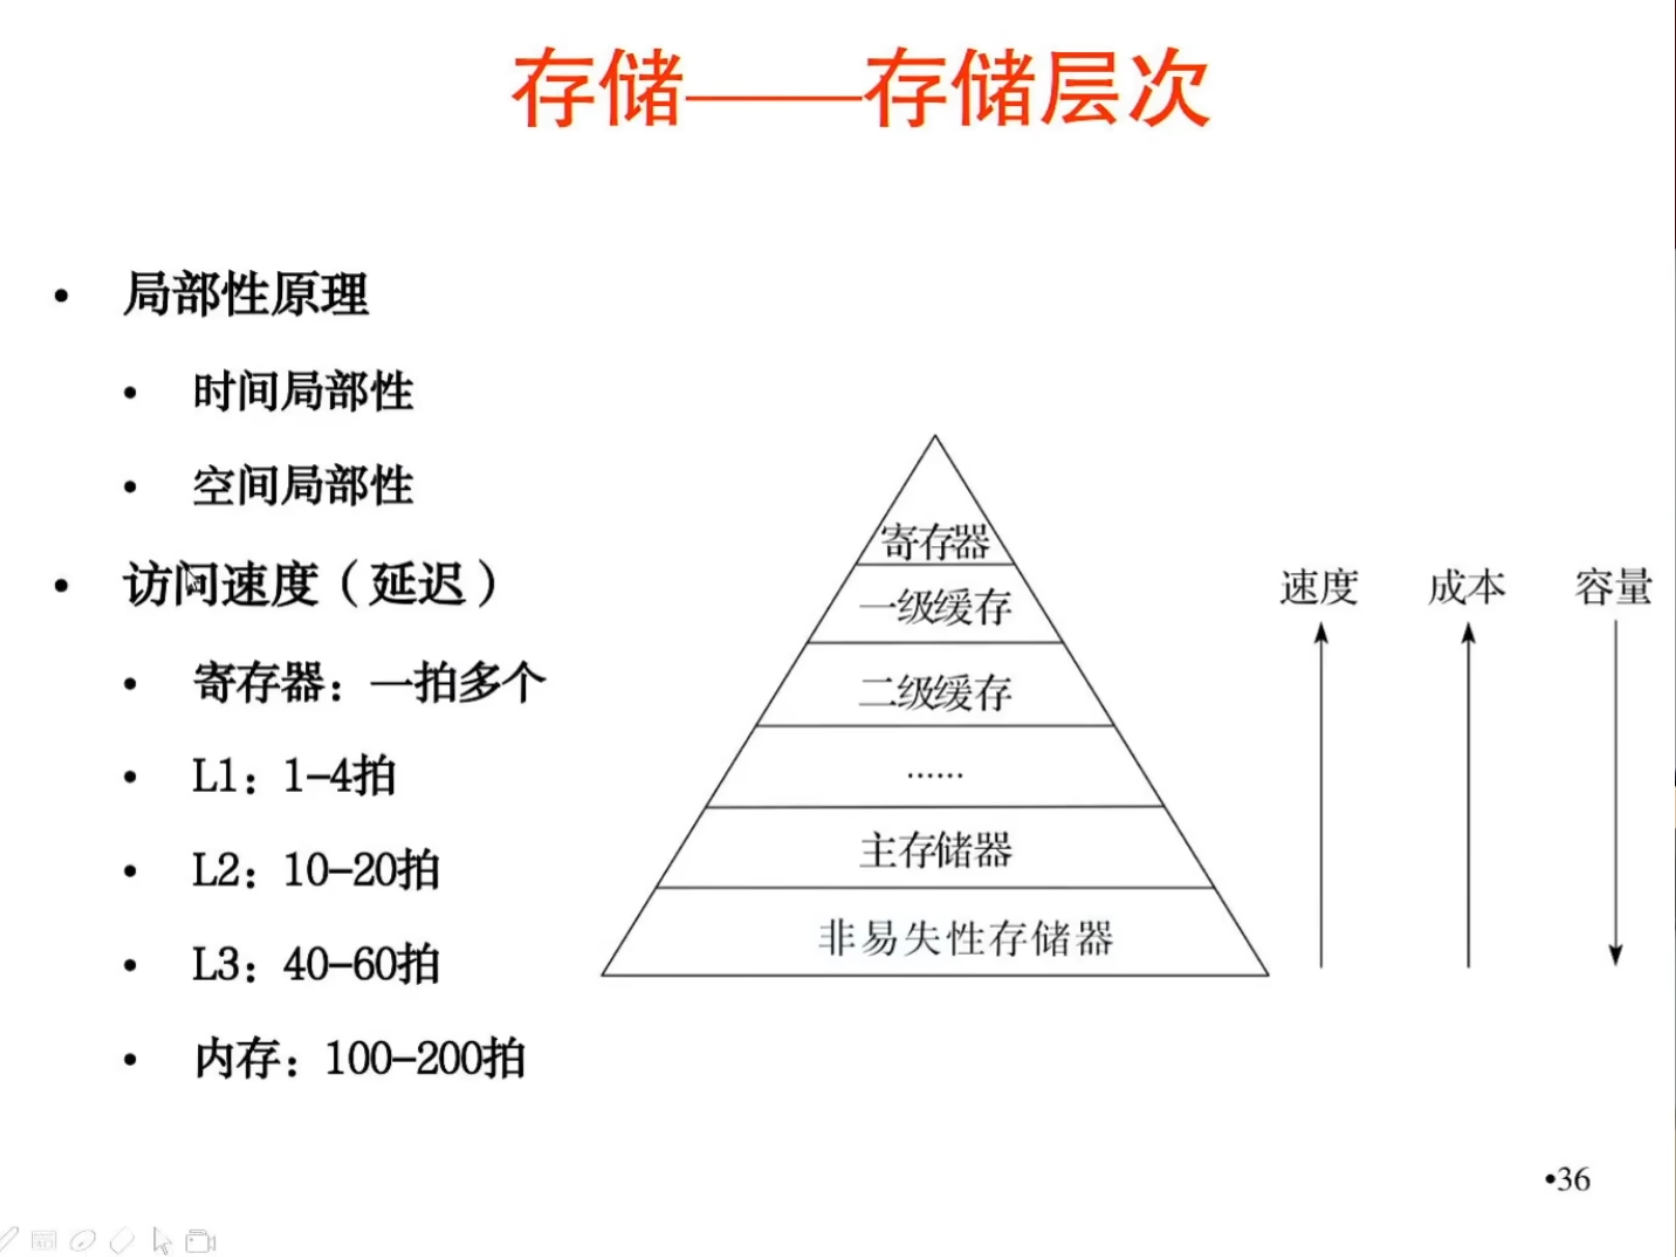 存储——存储层次
• 局部性原理
• 时间局部性
• 空间局部性
• 访问速度（延迟）
• 寄存器：一拍多个
• L1：1-4拍
• L2：10-20拍
• L3：40-60拍
• 内存：100-200拍
寄存器
一级缓存
二级缓存
······
主存储器
非易失性存储器
速度 成本 容量
•36